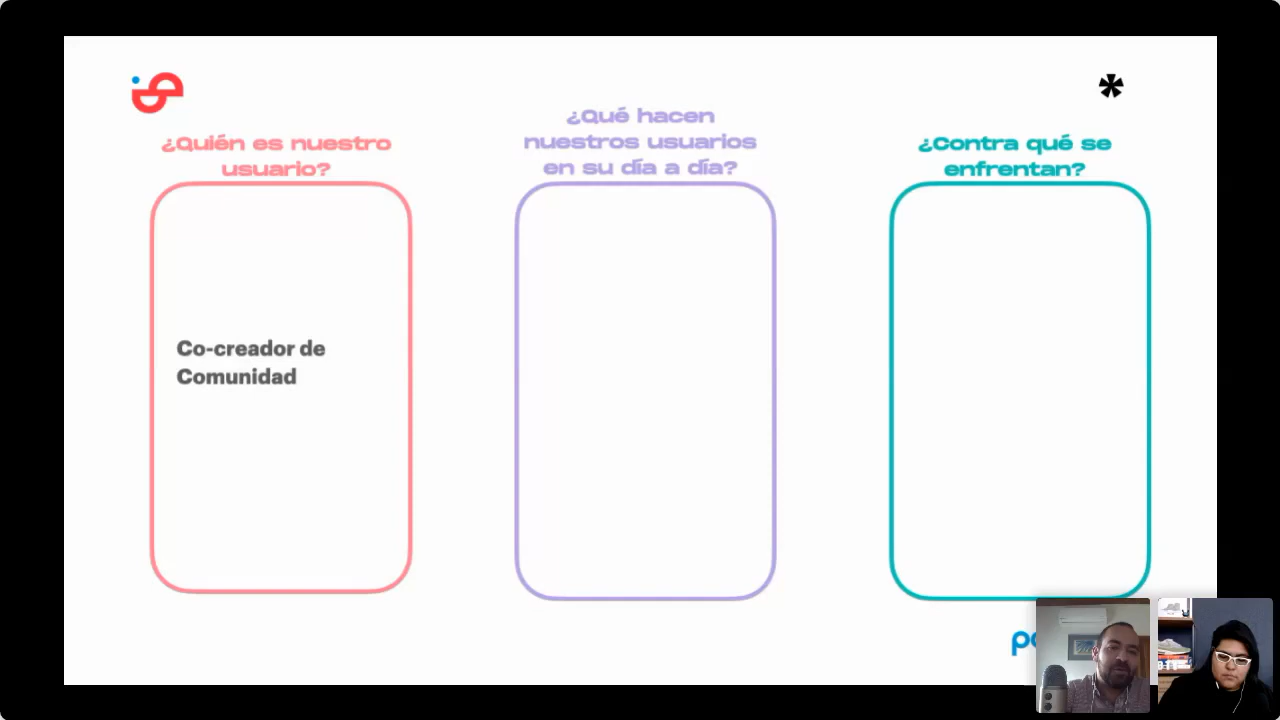 ¿Quién es nuestro
usuario?
¿Qué hacen
nuestros usuarios
en su día a día?
¿Contra qué se
enfrentan?
Co-creador de
Comunidad